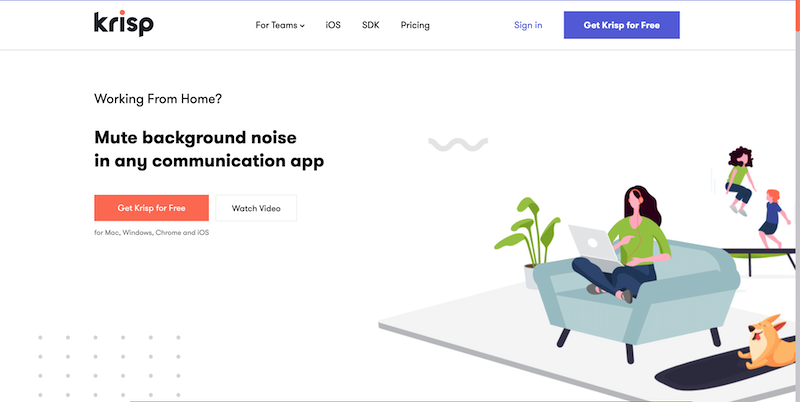 krisp
For Teams
iOS
SDK
Pricing
Sign in
Get Krisp for Free
Working From Home?
Mute background noise
in any communication app
Get Krisp for Free
Watch Video
for Mac, Windows, Chrome and iOS